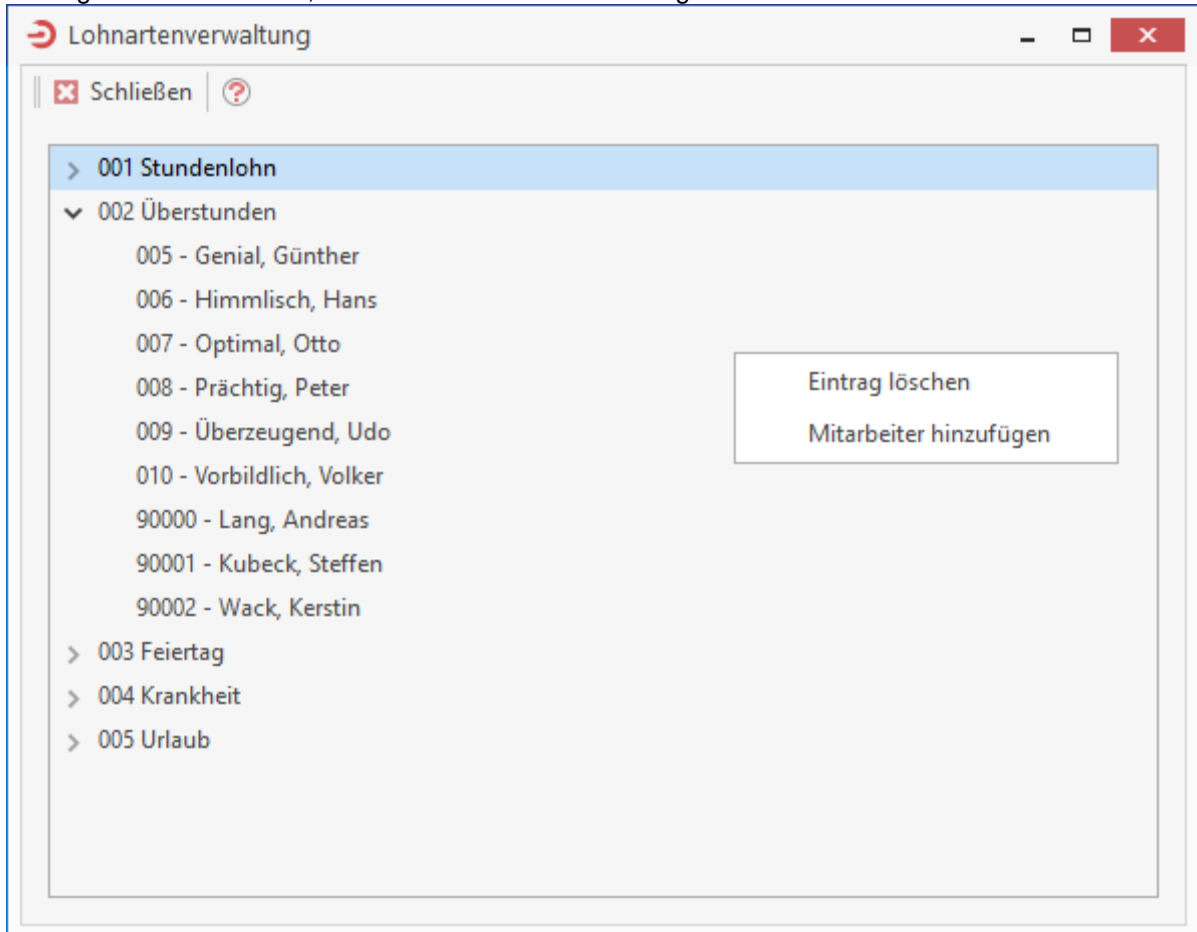 Lohnartenverwaltung
Schließen
001 Stundenlohn
002 Überstunden
005 - Genial, Günther
006 - Himmlisch, Hans
007 - Optimal, Otto
008 - Prächtig, Peter
Eintrag löschen
009 - Überzeugend, Udo
Mitarbeiter hinzufügen
010 - Vorbildlich, Volker
90000 - Lang, Andreas
90001 - Kubeck, Steffen
90002 - Wack, Kerstin
003 Feiertag
004 Krankheit
005 Urlaub